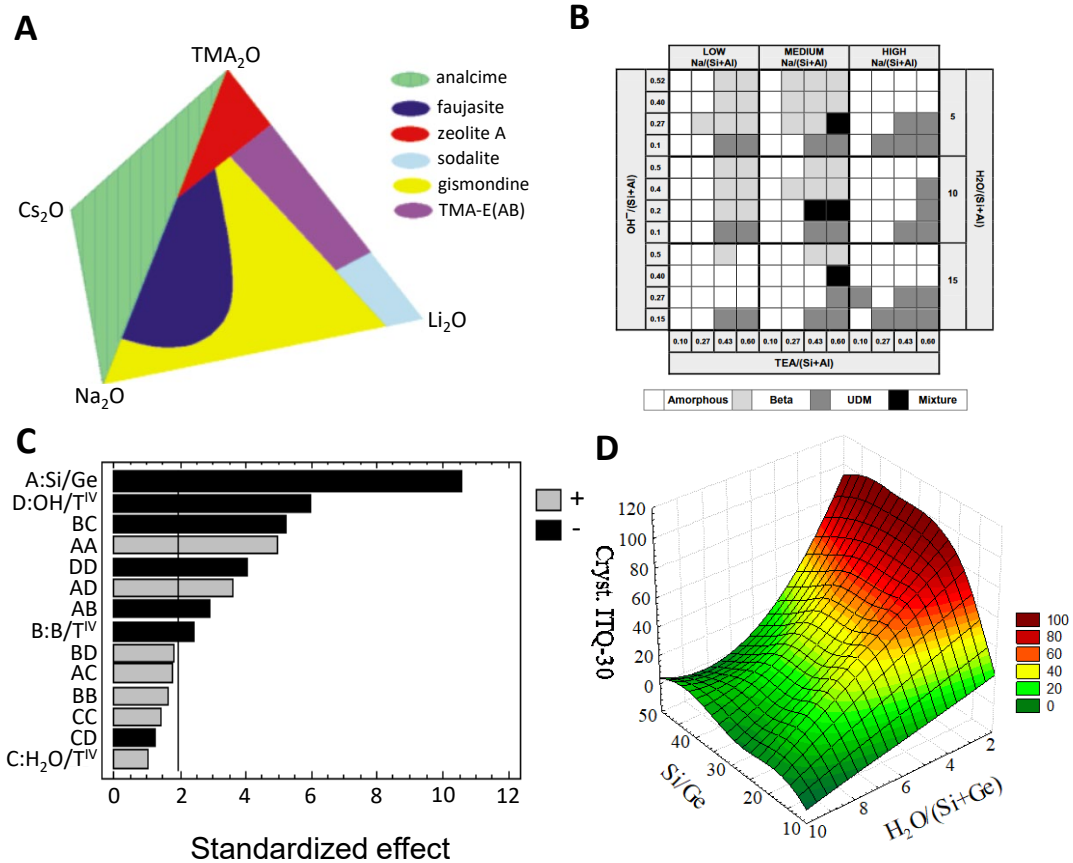 A
TMA₂O
Cs₂O
Na₂O
Li₂O
analcime
faujasite
zeolite A
sodalite
gismondine
TMA-E(AB)
B
LOW
Na/(Si+Al)
MEDIUM
Na/(Si+Al)
HIGH
Na/(Si+Al)
OH⁻/(Si+Al)
0.52
0.40
0.27
0.1
0.5
0.4
0.2
0.1
0.5
0.40
0.27
0.15
5
10
15
H2O/(Si+Al)
0.10 0.27 0.43 0.60 0.10 0.27 0.43 0.60 0.10 0.27 0.43 0.60
TEA/(Si+Al)
Amorphous Beta UDM Mixture
C
A:Si/Ge
D:OH/Tᴵⱽ
BC
AA
DD
AD
AB
B:B/Tᴵⱽ
BD
AC
BB
CC
CD
C:H₂O/Tᴵⱽ
0 2 4 6 8 10 12
Standardized effect
+
-
D
Cryst. ITQ-30
120
100
80
60
40
20
0
50
40
30
20
10
Si/Ge
10
8
6
4
2
H₂O/(Si+Ge)
100
80
60
40
20
0